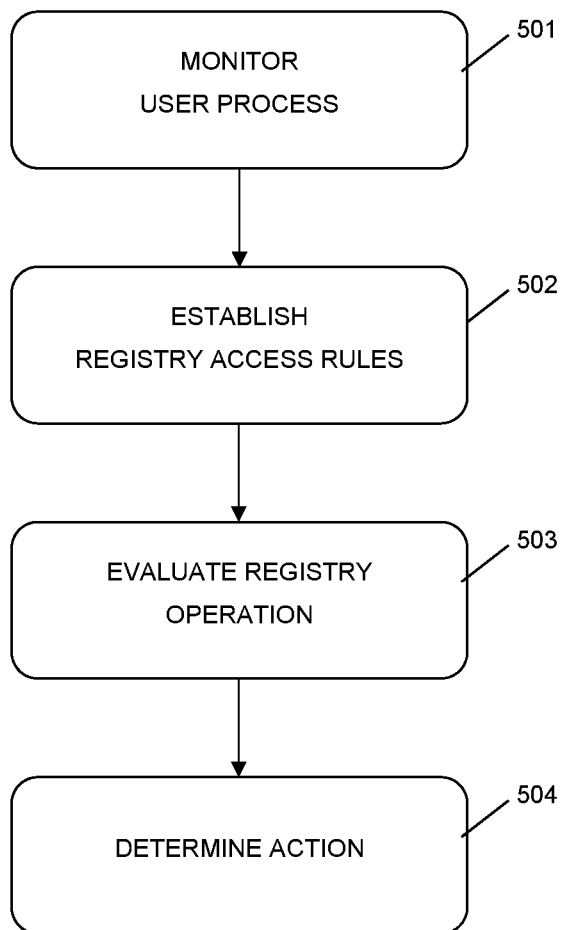 501
MONITOR
USER PROCESS
502
ESTABLISH
REGISTRY ACCESS RULES
503
EVALUATE REGISTRY
OPERATION
504
DETERMINE ACTION